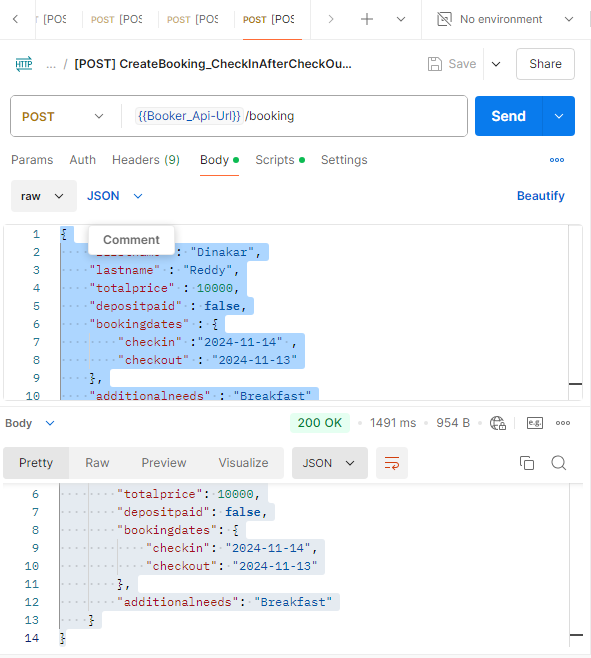 [POS POST [POS POST [POS POST [POS No environment
HTTP ... / [POST] CreateBooking_CheckInAfterCheckOu... Save Share
POST {{Booker_Api-Url}} /booking Send
Params Auth Headers (9) Body Scripts Settings
raw JSON Beautify
Comment
1 {
2 : "Dinakar",
3 "lastname" : "Reddy",
4 "totalprice" : 10000,
5 "depositpaid" : false,
6 "bookingdates" : {
7 "checkin" :"2024-11-14" ,
8 "checkout" : "2024-11-13"
9 },
10 "additionalneeds" : "Breakfast"
Body 200 OK 1491 ms 954 B e.g.
Pretty Raw Preview Visualize JSON
6 "totalprice": 10000,
7 "depositpaid": false,
8 "bookingdates": {
9 "checkin": "2024-11-14",
10 "checkout": "2024-11-13"
11 },
12 "additionalneeds": "Breakfast"
13 }
14 }